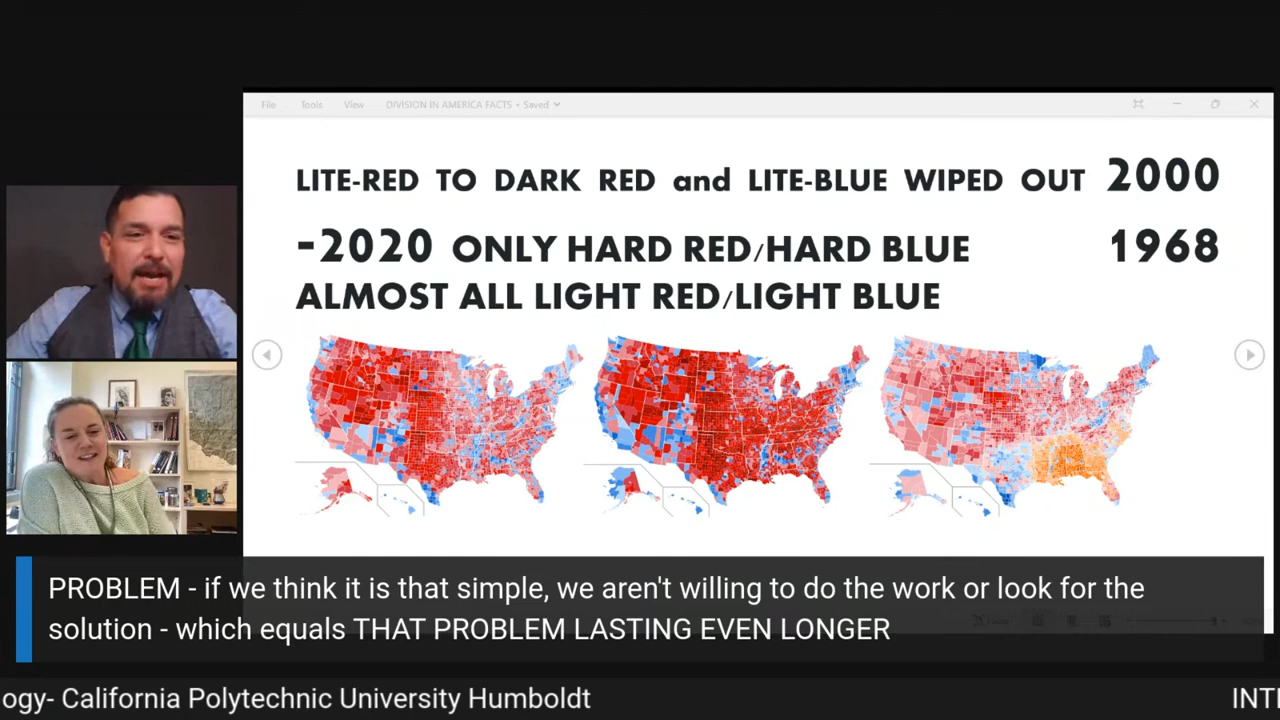 File Tools View DIVISION IN AMERICA FACTS • Saved
LITE-RED TO DARK RED and LITE-BLUE WIPED OUT 2000
-2020 ONLY HARD RED/HARD BLUE 1968
ALMOST ALL LIGHT RED/LIGHT BLUE
PROBLEM - if we think it is that simple, we aren't willing to do the work or look for the
solution - which equals THAT PROBLEM LASTING EVEN LONGER
ogy- California Polytechnic University Humboldt INT